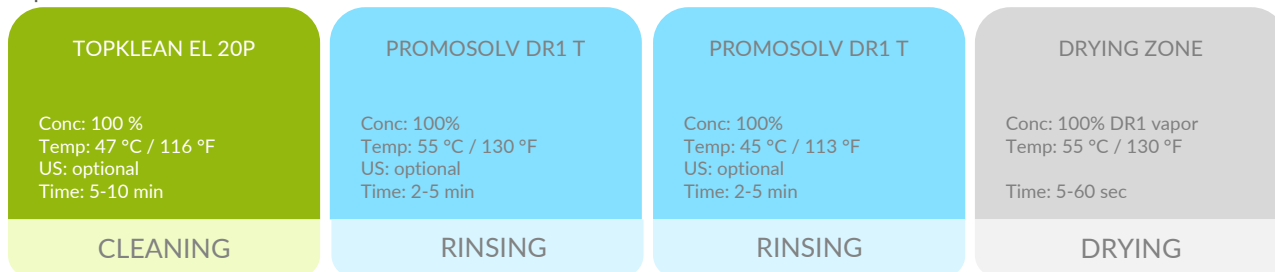 TOPKLEAN EL 20P
Conc: 100 %
Temp: 47 °C / 116 °F
US: optional
Time: 5-10 min
CLEANING
PROMOSOLV DR1 T
Conc: 100%
Temp: 55 °C / 130 °F
US: optional
Time: 2-5 min
RINSING
PROMOSOLV DR1 T
Conc: 100%
Temp: 45 °C / 113 °F
US: optional
Time: 2-5 min
RINSING
DRYING ZONE
Conc: 100% DR1 vapor
Temp: 55 °C / 130 °F
Time: 5-60 sec
DRYING